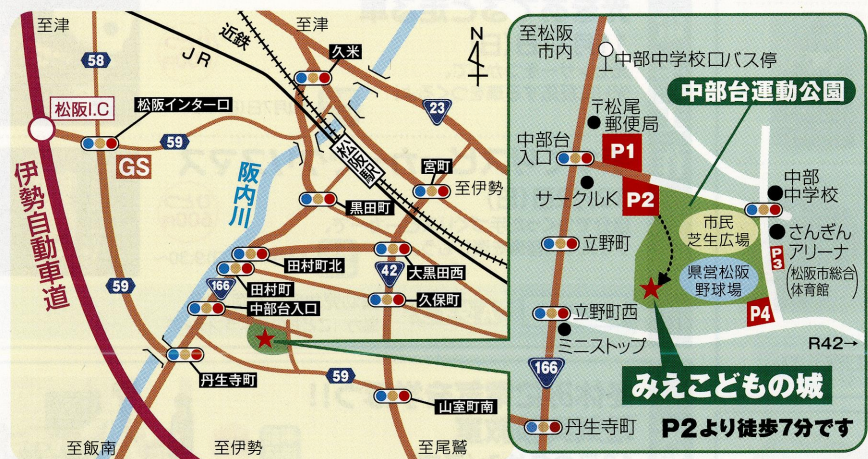 至津
近鉄
至津
58
JR
久米
松阪I.C
松阪インター口
59
GS
23
阪内川
松阪駅
宮町
至伊勢
伊勢自動車道
黒田町
田村町北
大黒田西
59
166
田村町
42
久保町
中部台入口
丹生寺町
59
山室町南
至飯南
至伊勢
至尾鷲
N
至松阪
市内
中部中学校口バス停
中部台運動公園
〒松尾
郵便局
中部台
入口
P1
サークルK
P2
中部
中学校
市民
芝生広場
さんぎん
アリーナ
(松阪市総合
体育館)
P3
立野町
県営松阪
野球場
立野町西
P4
ミニストップ
R42→
166
みえこどもの城
丹生寺町
P2より徒歩7分です